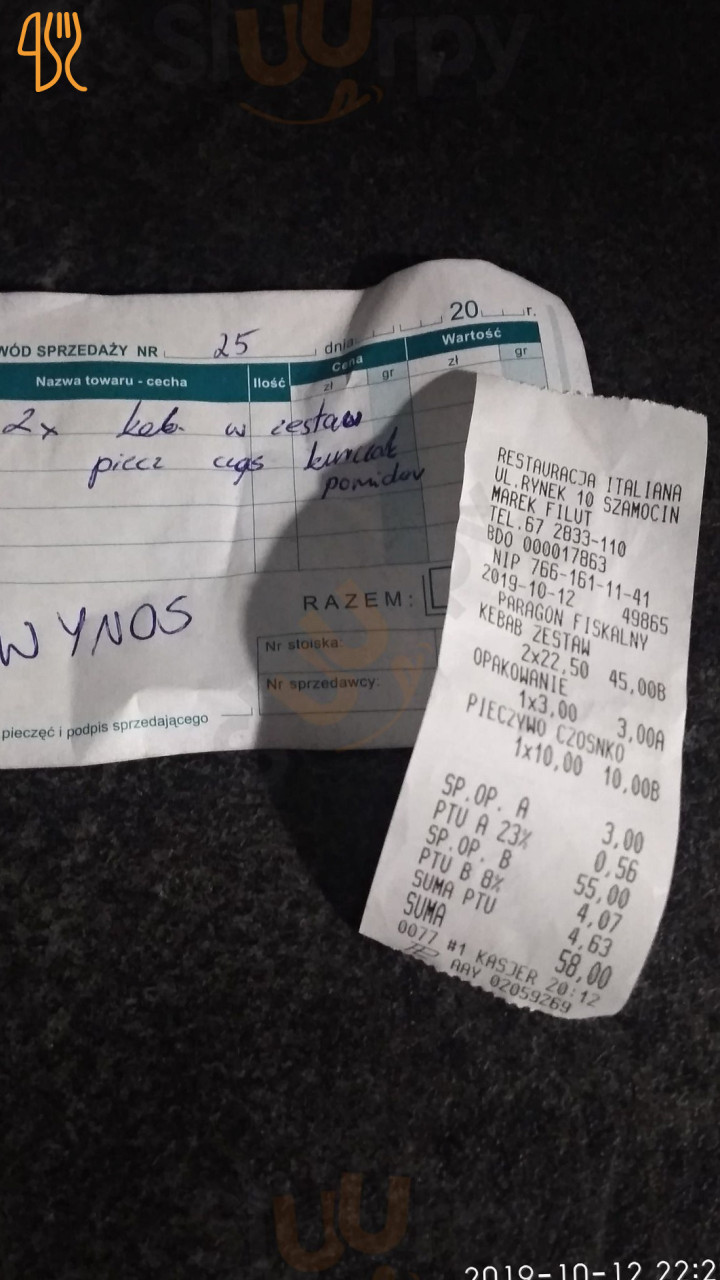 Sluurpy
20 r.
WÓD SPRZEDAŻY NR 25 dnia
Nazwa towaru - cecha Ilość Cena Wartość
zł gr zł gr
2x keb. w zestaw
piecz czos kurczak
pomidor
WYNOS
RAZEM:
Nr stoiska:
Nr sprzedawcy:
pieczęć i podpis sprzedającego
RESTAURACJA ITALIANA
UL.RYNEK 10 SZAMOCIN
MAREK FILUT
TEL.67 2833-110
BDO 000017863
NIP 766-161-11-41
2019-10-12 49865
PARAGON FISKALNY
KEBAB ZESTAW
2x22,50 45,00B
OPAKOWANIE
1x3,00 3,00A
PIECZYWO CZOSNKO
1x10,00 10,00B
SP.OP. A 3,00
PTU A 23% 0,56
SP.OP. B 55,00
PTU B 8% 4,07
SUMA PTU 4,63
SUMA 58,00
0077 #1 KASJER 20:12
AAY 02059269
2019-10-12 22:2